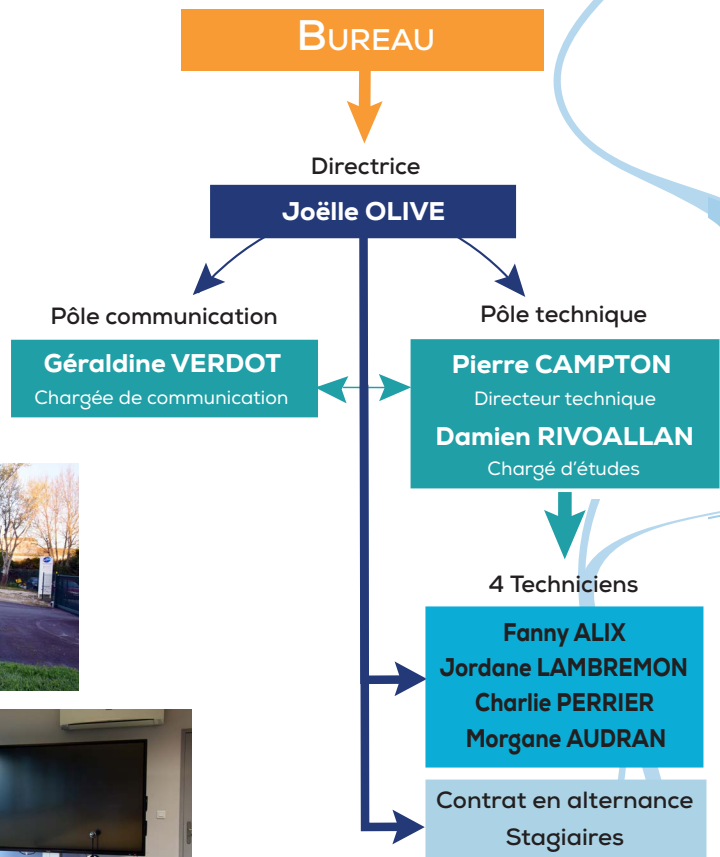 BUREAU
Directrice
Joëlle OLIVE
Pôle communication
Géraldine VERDOT
Chargée de communication
Pôle technique
Pierre CAMPTON
Directeur technique
Damien RIVOALLAN
Chargé d'études
4 Techniciens
Fanny ALIX
Jordane LAMBREMON
Charlie PERRIER
Morgane AUDRAN
Contrat en alternance
Stagiaires